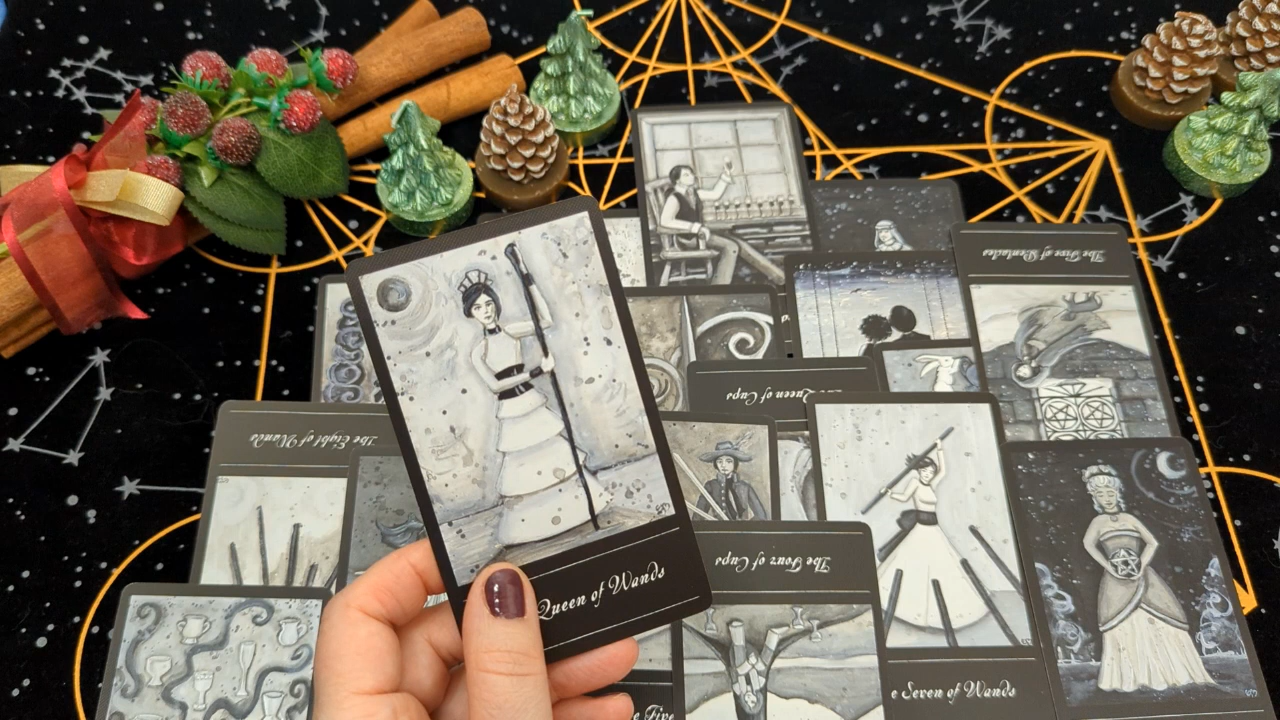 The Five of Pentacles
Queen of Cups
The Eight of Wands
Queen of Wands
The Four of Cups
e Seven of Wands
e Five